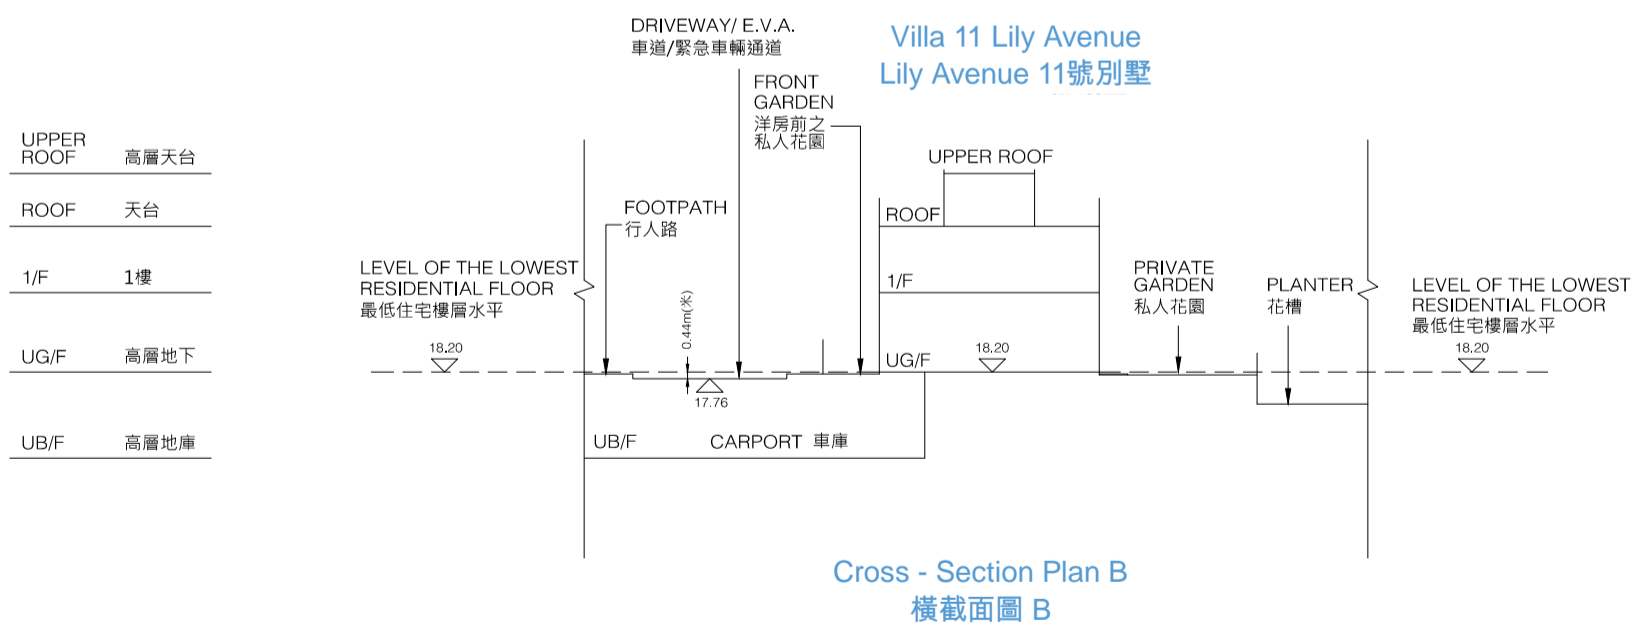 DRIVEWAY/ E.V.A.
車道/緊急車輛通道
Villa 11 Lily Avenue
Lily Avenue 11號別墅
FRONT
GARDEN
洋房前之
私人花園
UPPER
ROOF 高層天台
ROOF 天台
1/F 1樓
UG/F 高層地下
UB/F 高層地庫
FOOTPATH
行人路
LEVEL OF THE LOWEST
RESIDENTIAL FLOOR
最低住宅樓層水平
18.20
0.44m(米)
17.76
UPPER ROOF
ROOF
1/F
UG/F
18.20
UB/F CARPORT 車庫
PRIVATE
GARDEN
私人花園
PLANTER
花槽
LEVEL OF THE LOWEST
RESIDENTIAL FLOOR
最低住宅樓層水平
18.20
Cross - Section Plan B
橫截面圖 B